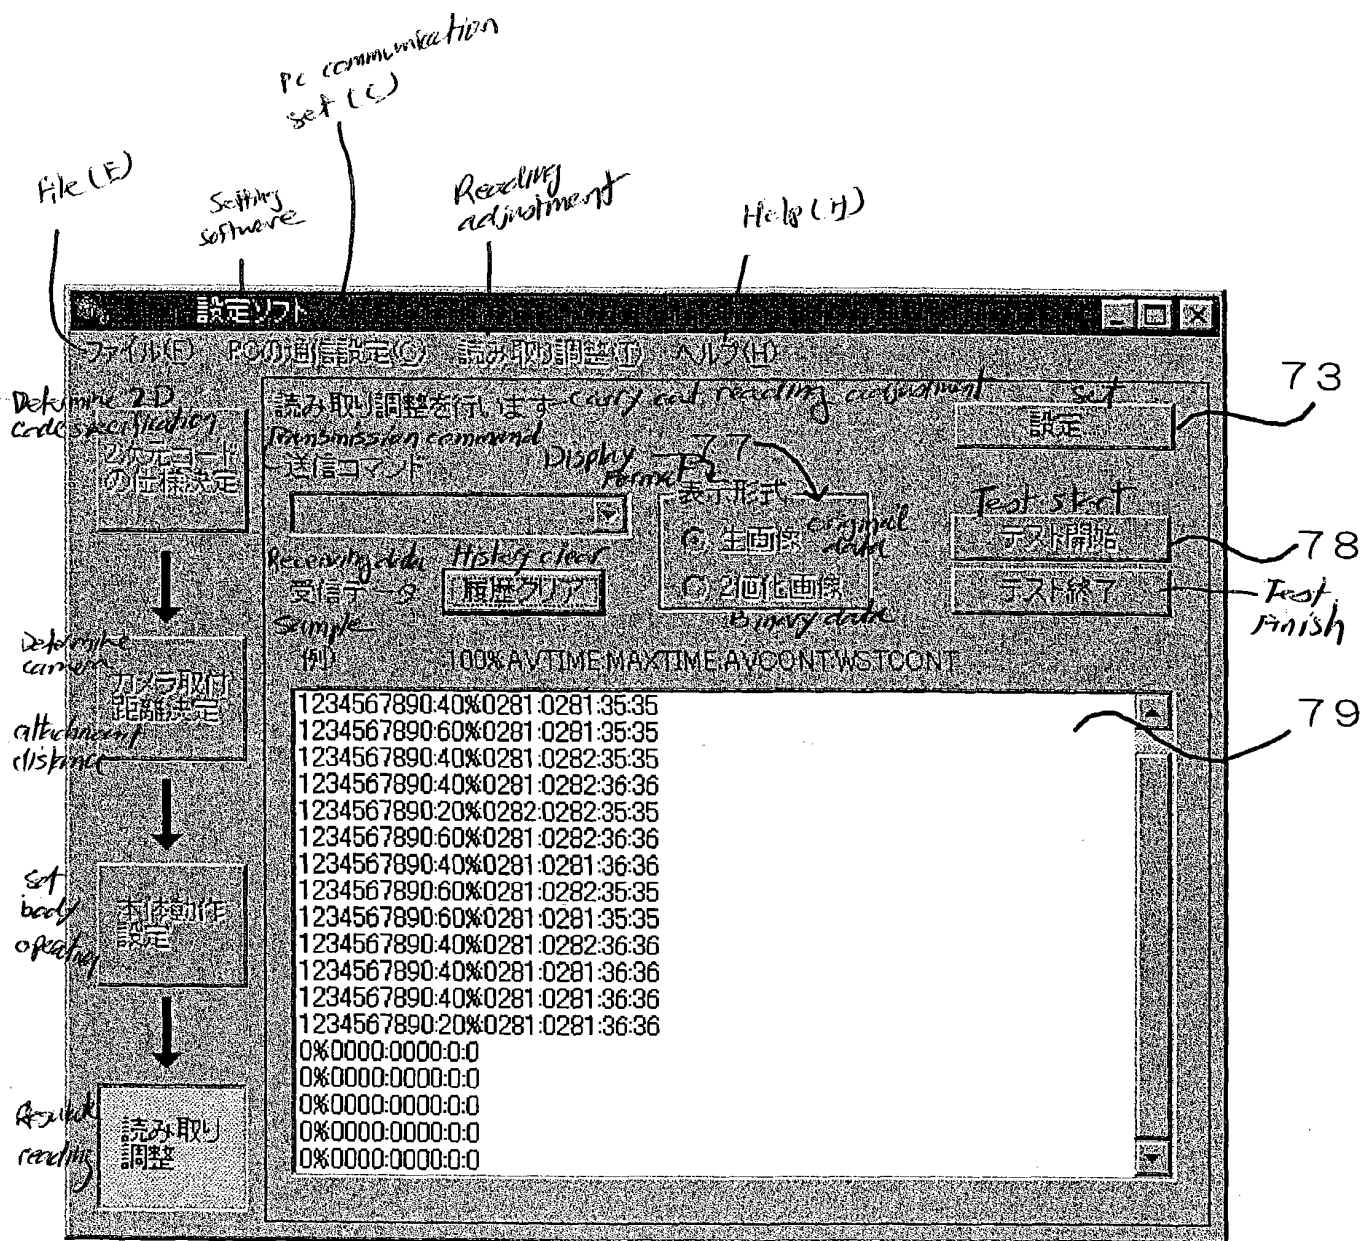 PC communication
set (C)
File (E)
Setting
software
Reading
adjustment
Help (H)
設定ソフト
ファイル(F) PCの通信設定(C) 読み取り調整(T) ヘルプ(H)
73
Determine 2-D
code specification
2次元コード
の仕様決定
読み取り調整を行います
Carry out reading adjustment
Set
設定
Transmission command
送信コマンド
Display
Format
77
表示形式
生画像
original
data
2値化画像
Binary data
Test start
テスト開始
78
テスト終了
Test
Finish
Receiving data
受信データ
History clear
履歴クリア
Sample
(例) 100%AVTIME:MAXTIME:AVCONT:WSTCONT
79
Determine
camera
カメラ取付
距離決定
attachment
distance
1234567890:40%0281:0281:35:35
1234567890:60%0281:0281:35:35
1234567890:40%0281:0282:35:35
1234567890:40%0281:0282:36:36
1234567890:20%0282:0282:35:35
1234567890:60%0281:0282:36:36
1234567890:40%0281:0281:36:36
1234567890:60%0281:0282:35:35
1234567890:60%0281:0281:35:35
1234567890:40%0281:0282:36:36
1234567890:40%0281:0281:36:36
1234567890:40%0281:0281:36:36
1234567890:20%0281:0281:36:36
0%0000:0000:0:0
0%0000:0000:0:0
0%0000:0000:0:0
0%0000:0000:0:0
0%0000:0000:0:0
Set
body
operating
本体動作
設定
reading
読み取り
調整